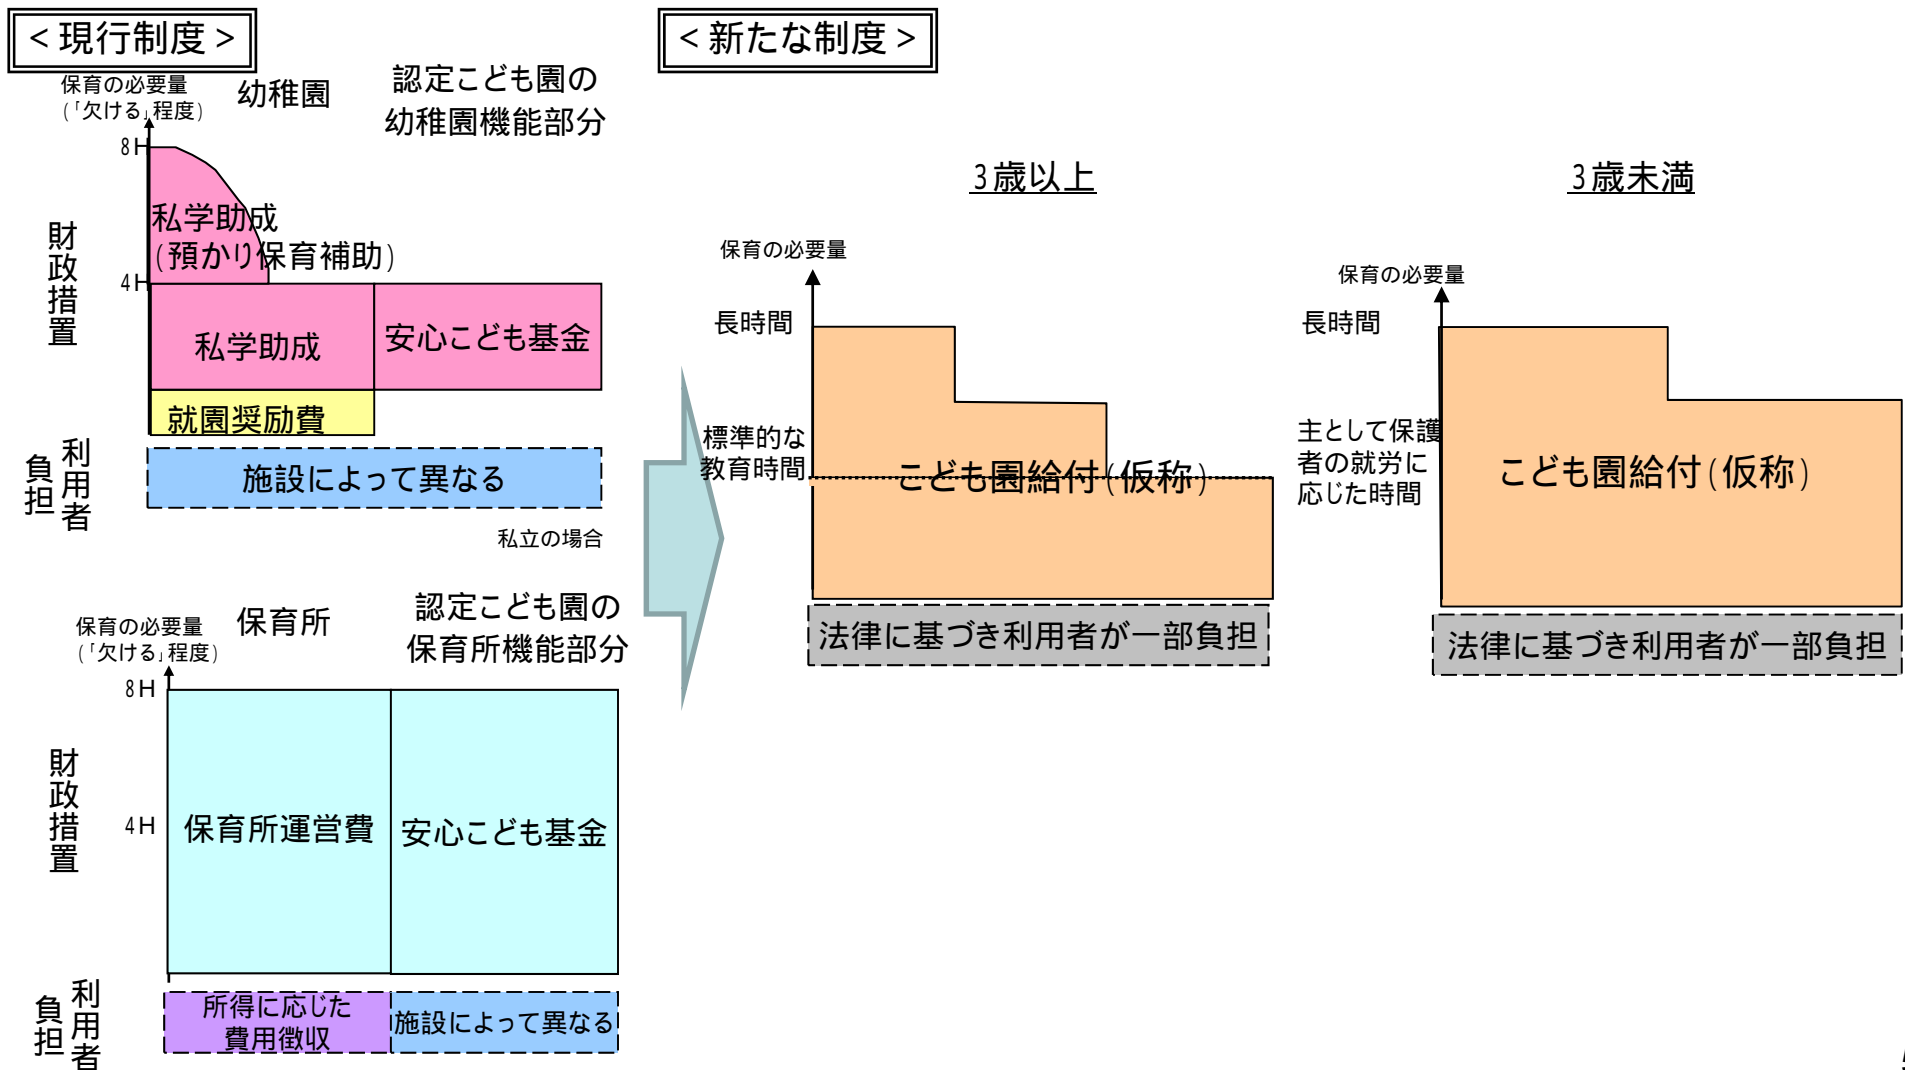 ＜現行制度＞
保育の必要量
(「欠ける」程度)
幼稚園
認定こども園の
幼稚園機能部分
8H
4H
財政措置
私学助成
(預かり保育補助)
私学助成
安心こども基金
就園奨励費
利用者
負担
施設によって異なる
私立の場合
保育の必要量
(「欠ける」程度)
保育所
認定こども園の
保育所機能部分
8H
4H
財政措置
保育所運営費
安心こども基金
利用者
負担
所得に応じた
費用徴収
施設によって異なる
＜新たな制度＞
3歳以上
保育の必要量
長時間
標準的な
教育時間
こども園給付(仮称)
法律に基づき利用者が一部負担
3歳未満
保育の必要量
長時間
主として保護
者の就労に
応じた時間
こども園給付(仮称)
法律に基づき利用者が一部負担